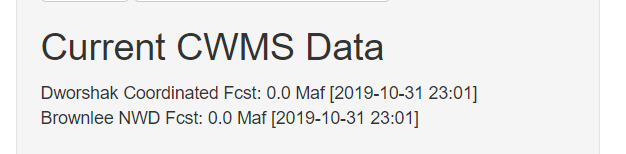 Current CWMS Data
Dworshak Coordinated Fcst: 0.0 Maf [2019-10-31 23:01]
Brownlee NWD Fcst: 0.0 Maf [2019-10-31 23:01]